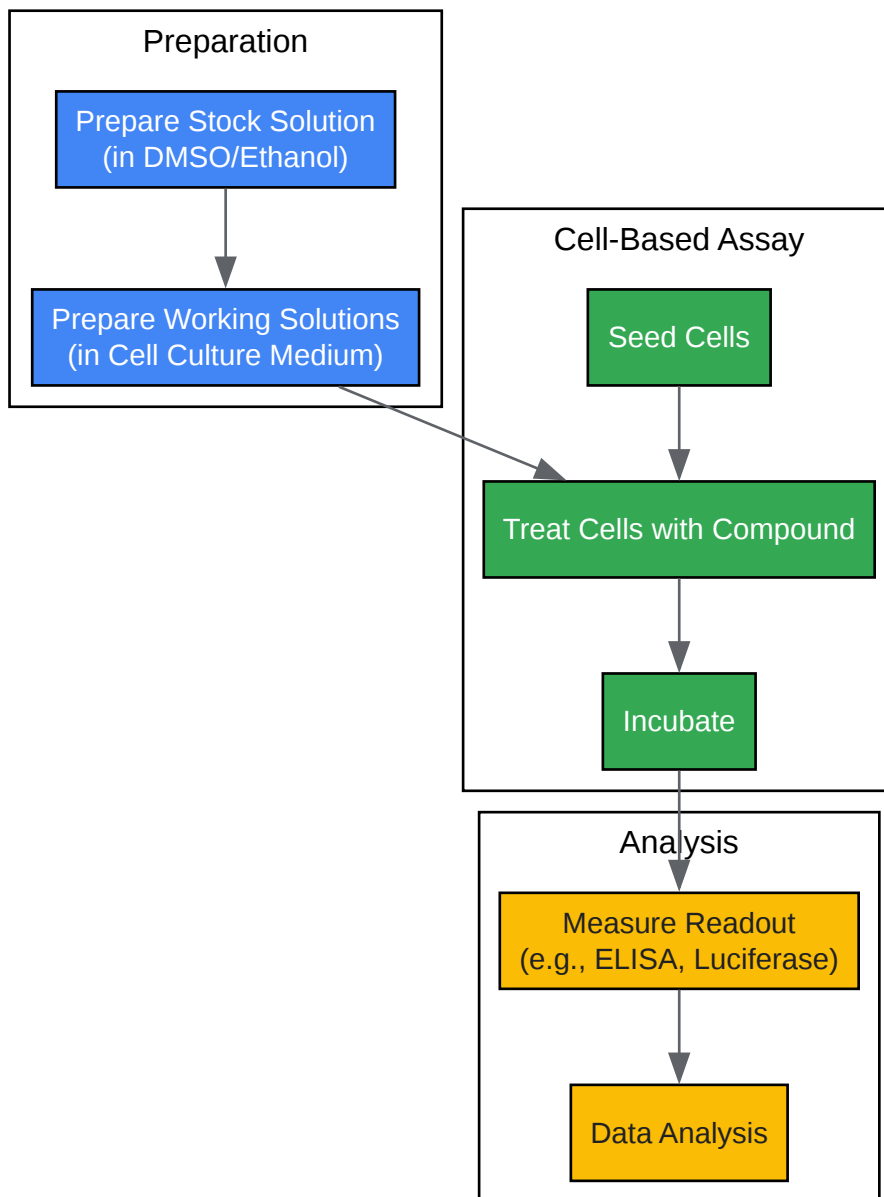 Preparation
Prepare Stock Solution
(in DMSO/Ethanol)
Prepare Working Solutions
(in Cell Culture Medium)
Cell-Based Assay
Seed Cells
Treat Cells with Compound
Incubate
Analysis
Measure Readout
(e.g., ELISA, Luciferase)
Data Analysis